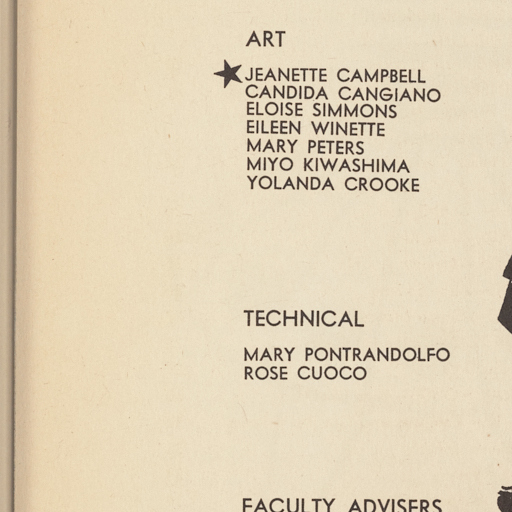 ART
JEANETTE CAMPBELL
CANDIDA CANGIANO
ELOISE SIMMONS
EILEEN WINETTE
MARY PETERS
MIYO KIWASHIMA
YOLANDA CROOKE
TECHNICAL
MARY PONTRANDOLFO
ROSE CUOCO
FACULTY ADVISERS